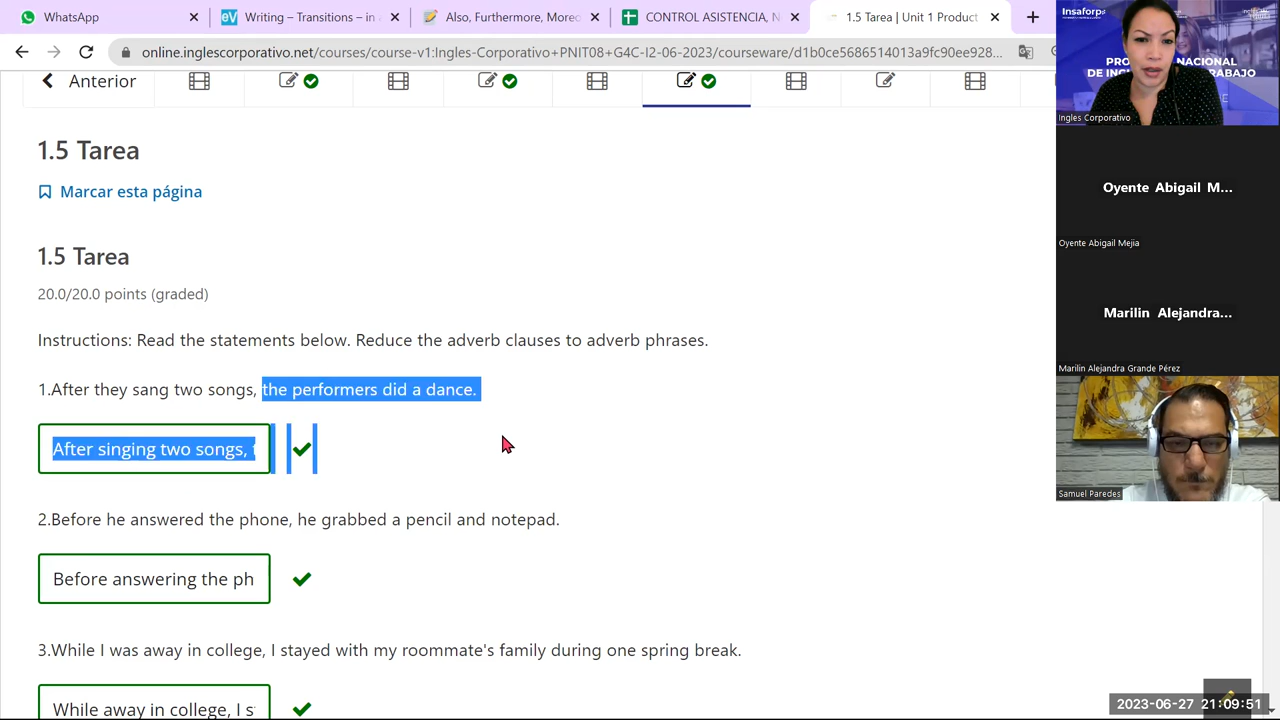 WhatsApp
Writing – Transitions
Also, Furthermore,
CONTROL ASISTENCIA,
1.5 Tarea | Unit 1 Product
online.inglescorporativo.net/courses/course-v1:Ingles-Corporativo+PNIT08+G4C-I2-06-2023/courseware/d1b0ce5686514013a9fc90ee928...
Anterior
1.5 Tarea
Marcar esta página
1.5 Tarea
20.0/20.0 points (graded)
Instructions: Read the statements below. Reduce the adverb clauses to adverb phrases.
1.After they sang two songs, the performers did a dance.
After singing two songs,
2.Before he answered the phone, he grabbed a pencil and notepad.
Before answering the ph
3.While I was away in college, I stayed with my roommate's family during one spring break.
While away in college, I s
Insaforp
Ingles Corporativo
Oyente Abigail M...
Oyente Abigail Mejia
Marilin Alejandra...
Marilin Alejandra Grande Pérez
Samuel Paredes
2023-06-27 21:09:51